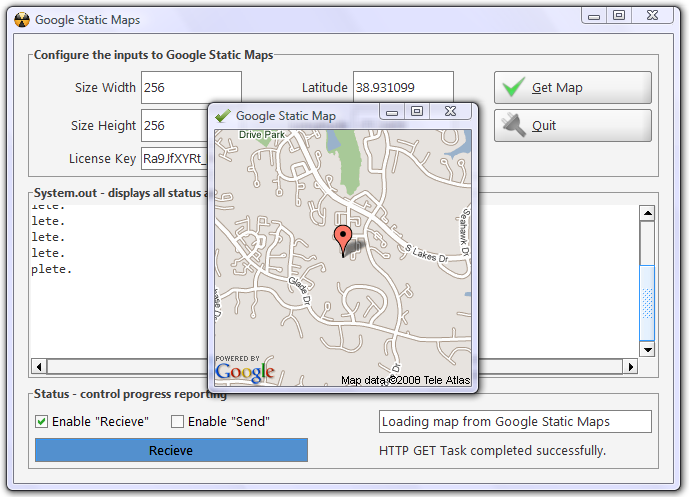 Google Static Maps
Configure the inputs to Google Static Maps
Size Width 256 Latitude 38.931099 Get Map
Size Height 256 Quit
License Key Ra9JfXYRt_
Google Static Map
Drive Park
S Lakes Dr
Seahawk Dr
Glade Dr
Dr
POWERED BY
Google
Map data ©2006 Tele Atlas
System.out - displays all status a
lete.
lete.
lete.
lete.
plete.
Status - control progress reporting
Enable "Recieve" Enable "Send" Loading map from Google Static Maps
Recieve HTTP GET Task completed successfully.